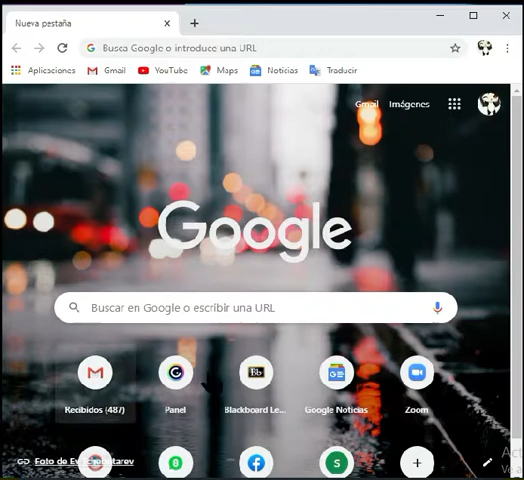 Nueva pestaña
Busca Google o introduce una URL
Aplicaciones
Gmail
YouTube
Maps
Noticias
Traducir
Gmail
Imágenes
Google
Buscar en Google o escribir una URL
Recibidos (487)
Panel
Bb
Blackboard Le...
Google Noticias
Zoom
Foto de
S